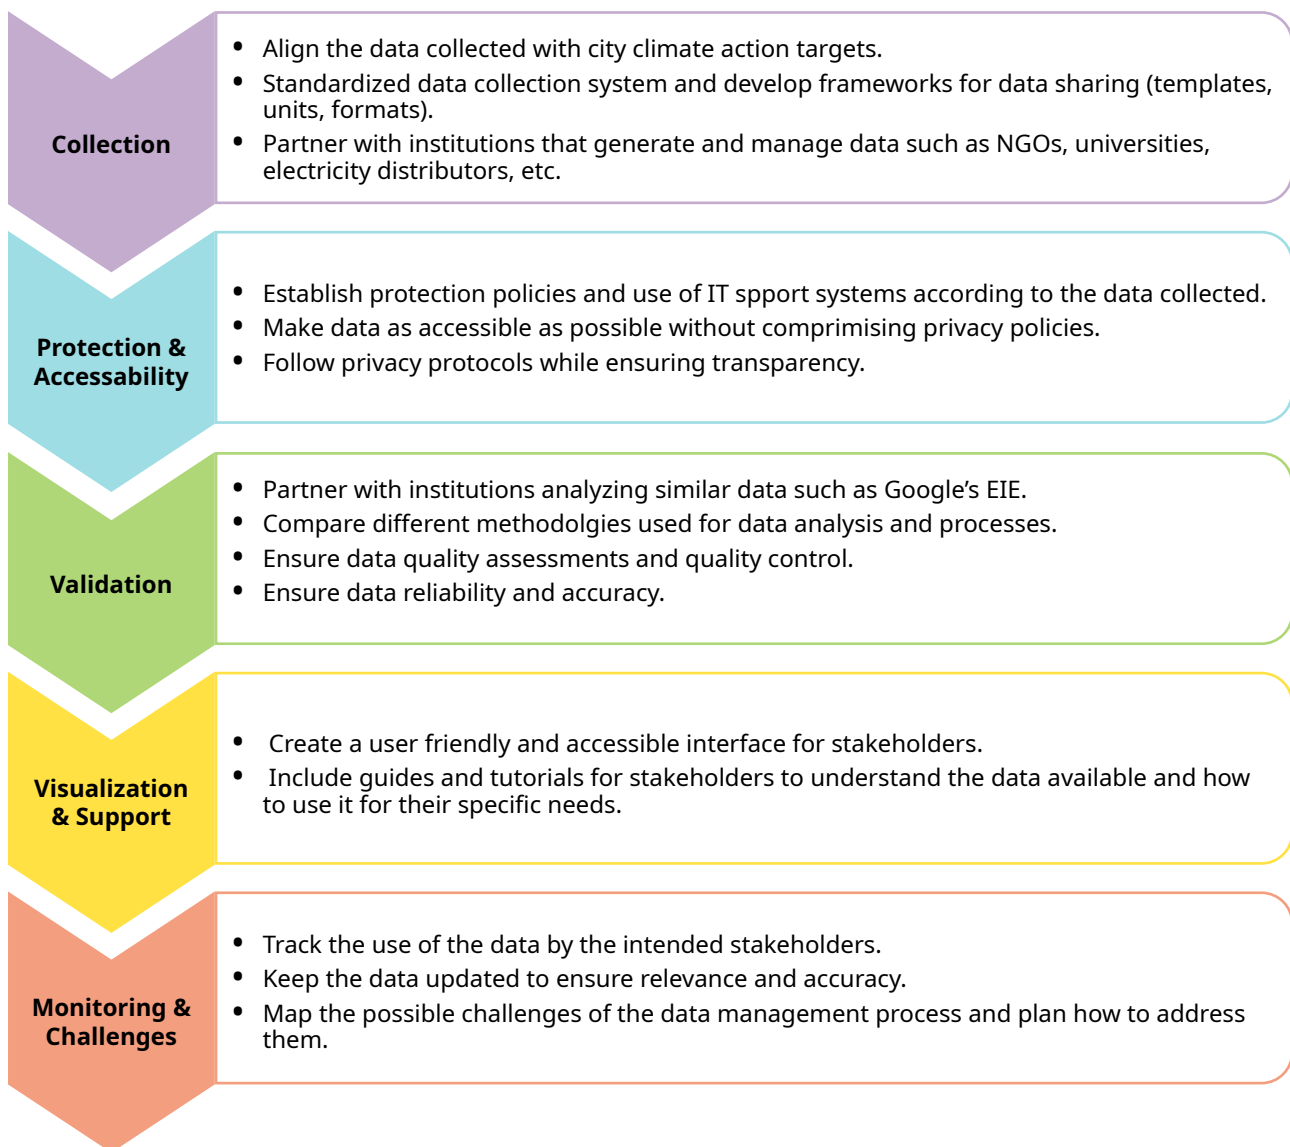 Collection
• Align the data collected with city climate action targets.
• Standardized data collection system and develop frameworks for data sharing (templates,
units, formats).
• Partner with institutions that generate and manage data such as NGOs, universities,
electricity distributors, etc.
Protection &
Accessability
• Establish protection policies and use of IT spport systems according to the data collected.
• Make data as accessible as possible without comprimising privacy policies.
• Follow privacy protocols while ensuring transparency.
Validation
• Partner with institutions analyzing similar data such as Google’s EIE.
• Compare different methodolgies used for data analysis and processes.
• Ensure data quality assessments and quality control.
• Ensure data reliability and accuracy.
Visualization
& Support
• Create a user friendly and accessible interface for stakeholders.
• Include guides and tutorials for stakeholders to understand the data available and how
to use it for their specific needs.
Monitoring &
Challenges
• Track the use of the data by the intended stakeholders.
• Keep the data updated to ensure relevance and accuracy.
• Map the possible challenges of the data management process and plan how to address
them.